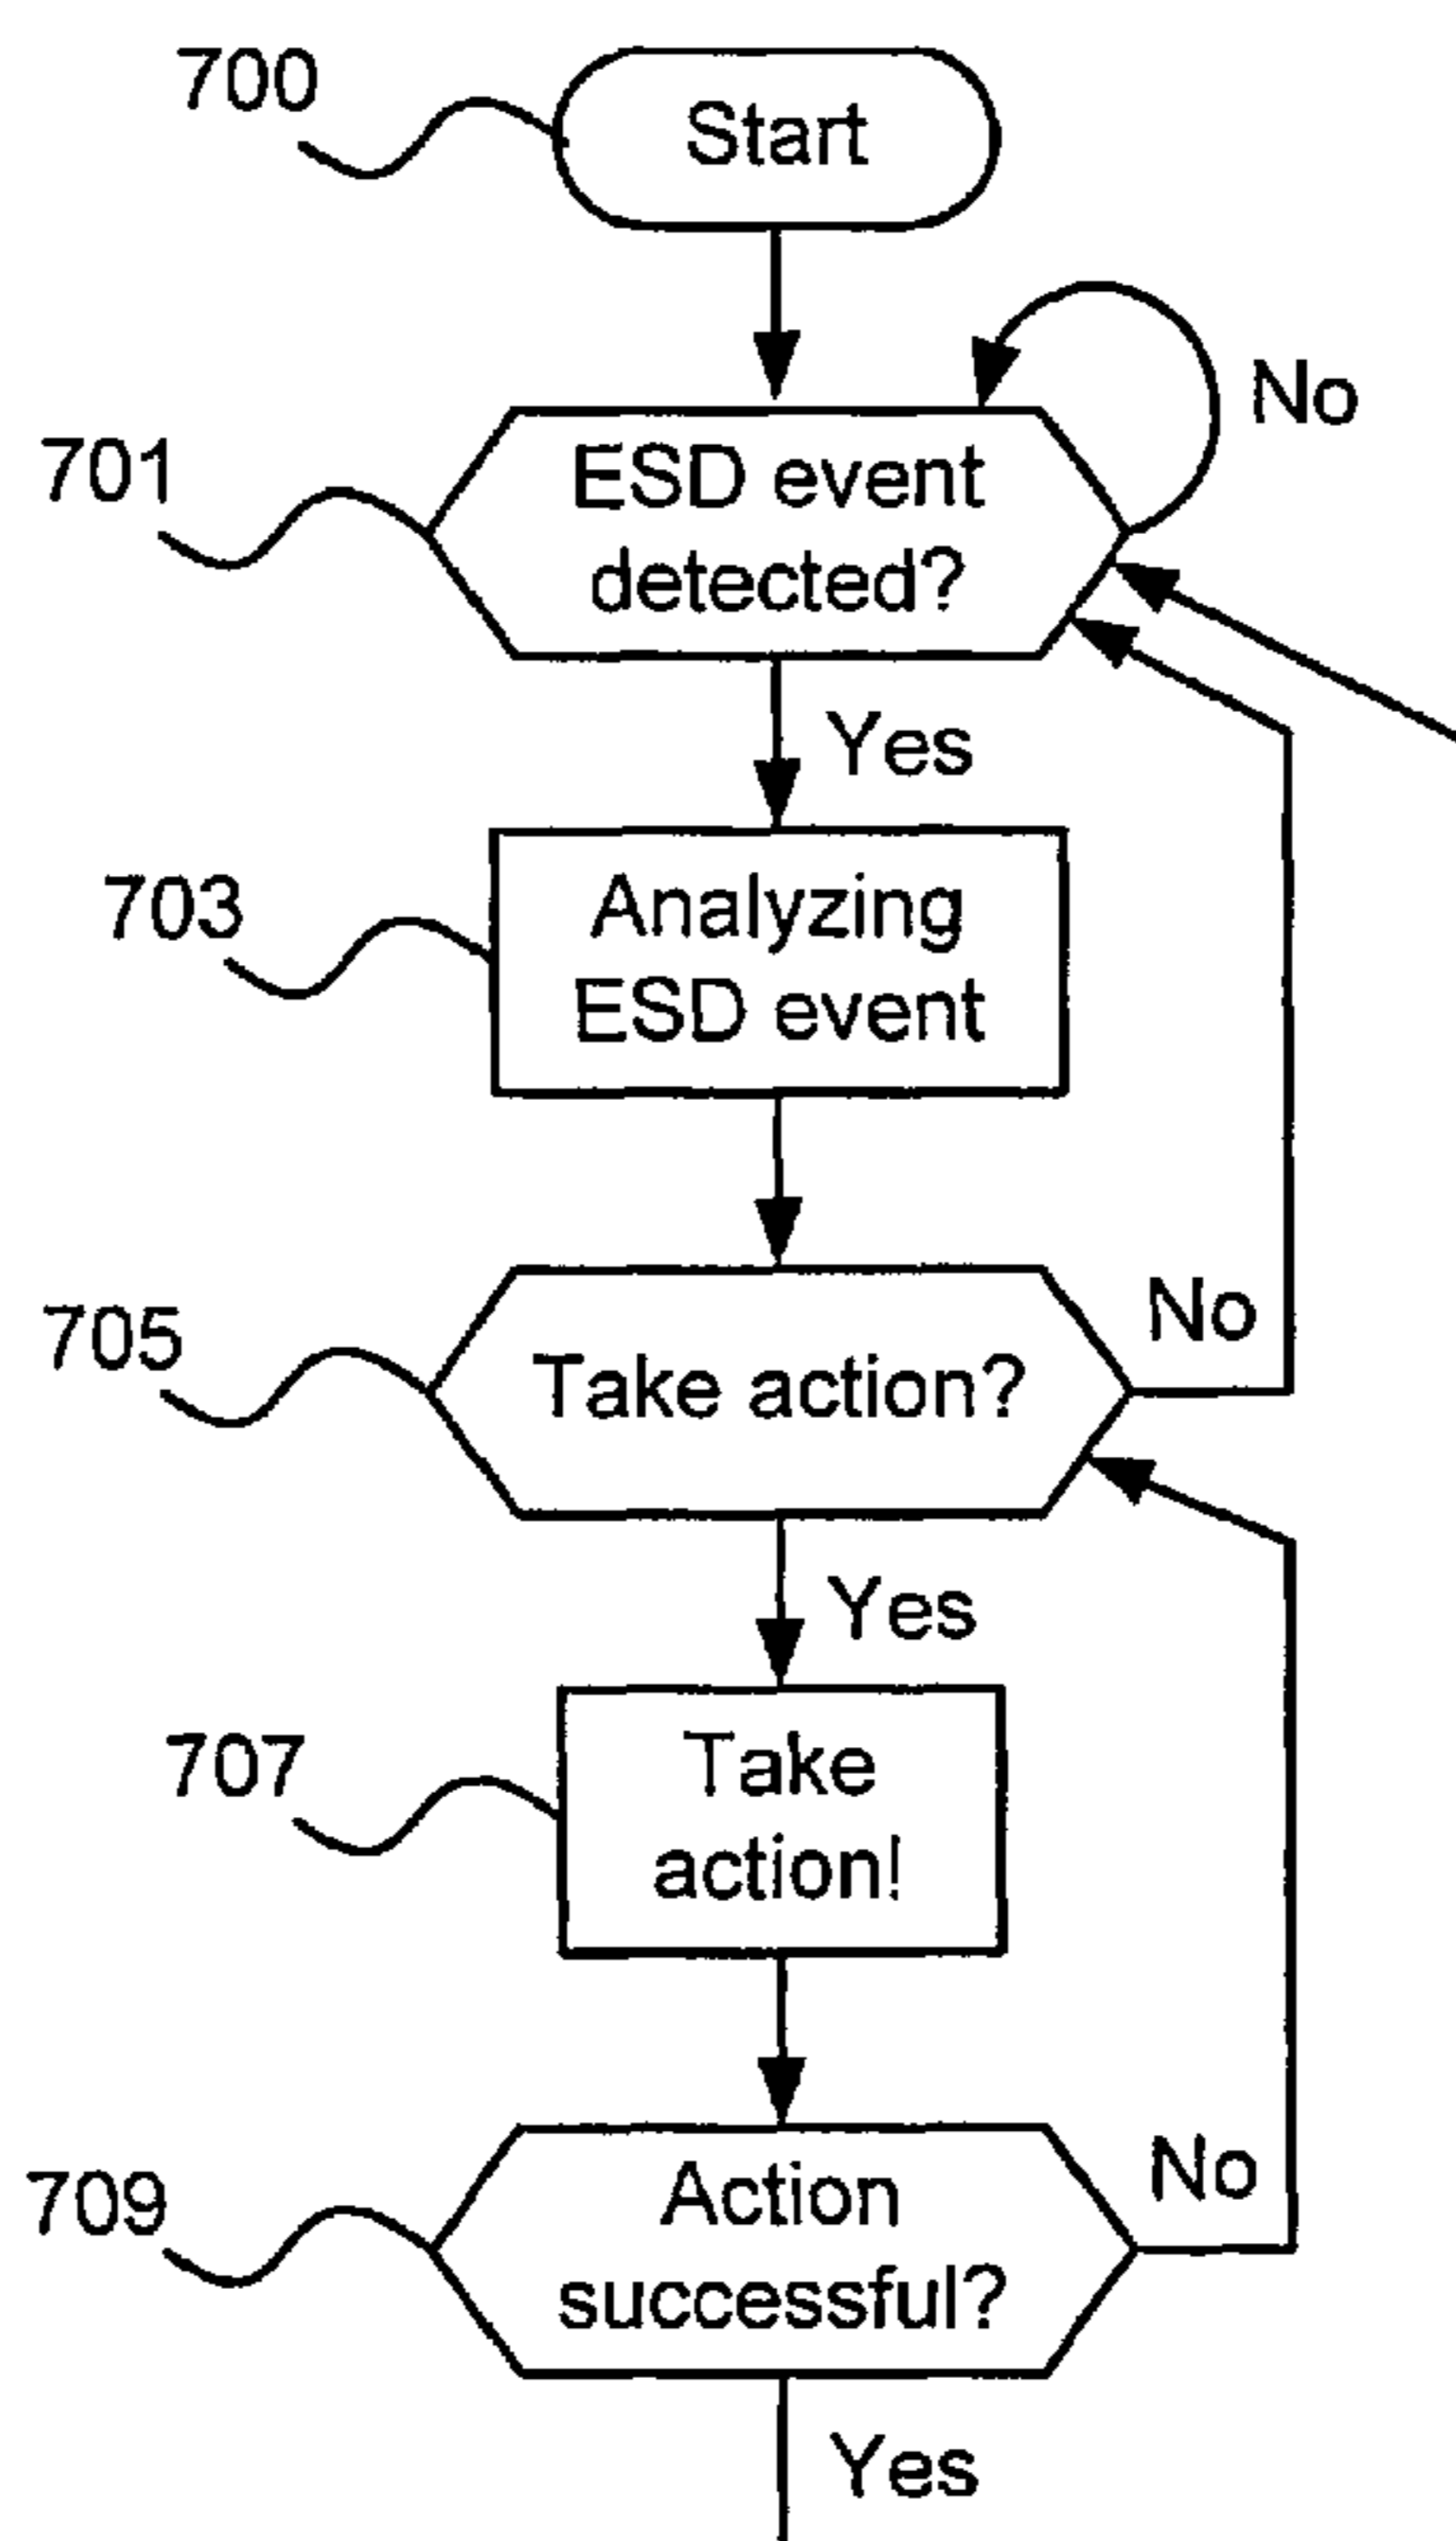 700
Start
No
701
ESD event
detected?
Yes
703
Analyzing
ESD event
No
705
Take action?
Yes
707
Take
action!
No
709
Action
successful?
Yes